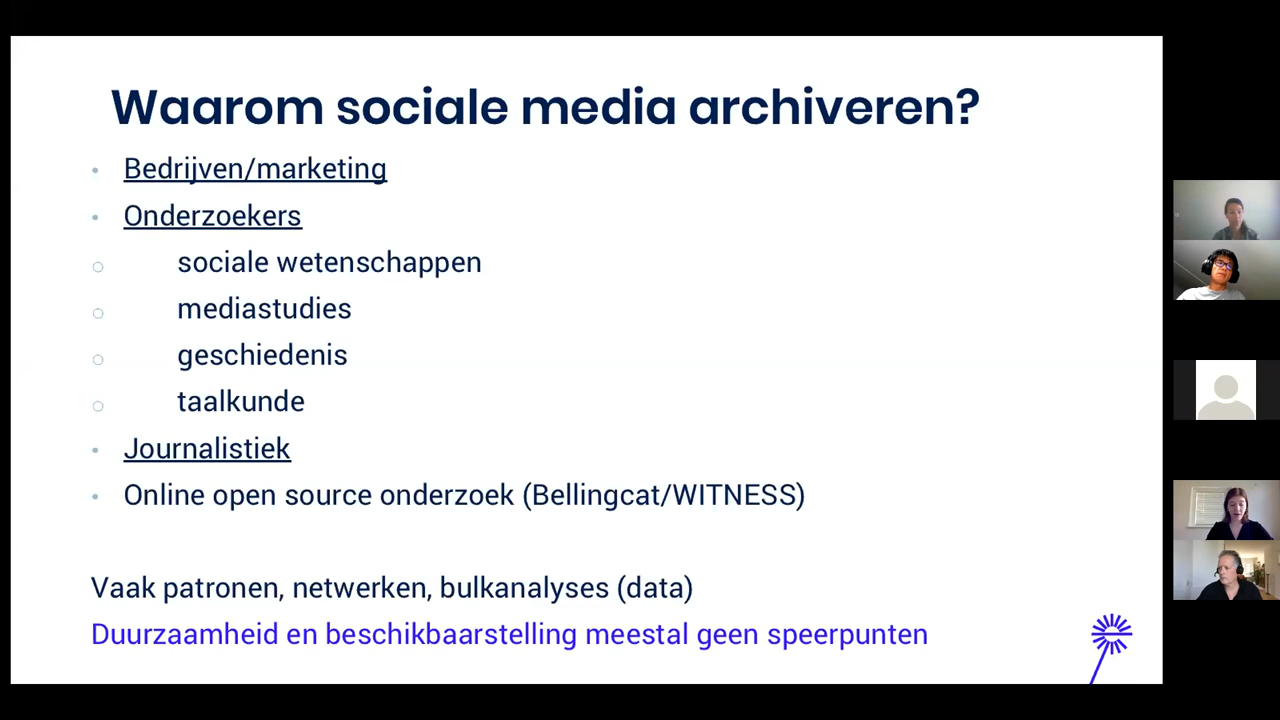 Waarom sociale media archiveren?
Bedrijven/marketing
Onderzoekers
sociale wetenschappen
mediastudies
geschiedenis
taalkunde
Journalistiek
Online open source onderzoek (Bellingcat/WITNESS)
Vaak patronen, netwerken, bulkanalyses (data)
Duurzaamheid en beschikbaarstelling meestal geen speerpunten